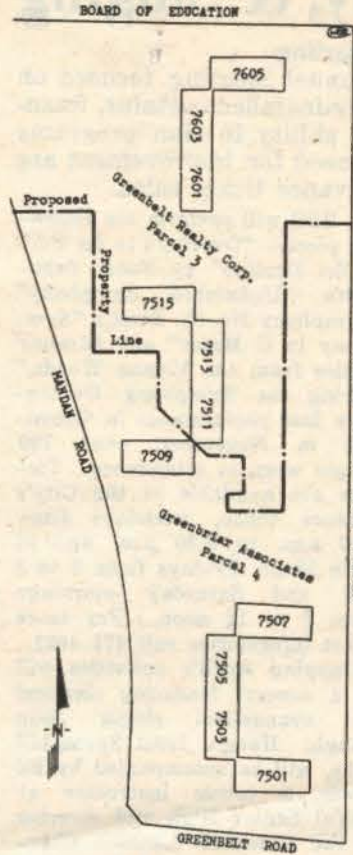 BOARD OF EDUCATION
7605
7603
7601
Greenbelt Realty Corp.
Parcel 3
Proposed
Property
Line
7515
7513
7511
7509
MANDAN ROAD
Greenbriar Associates
Parcel 4
7507
7505
7503
7501
N
GREENBELT ROAD